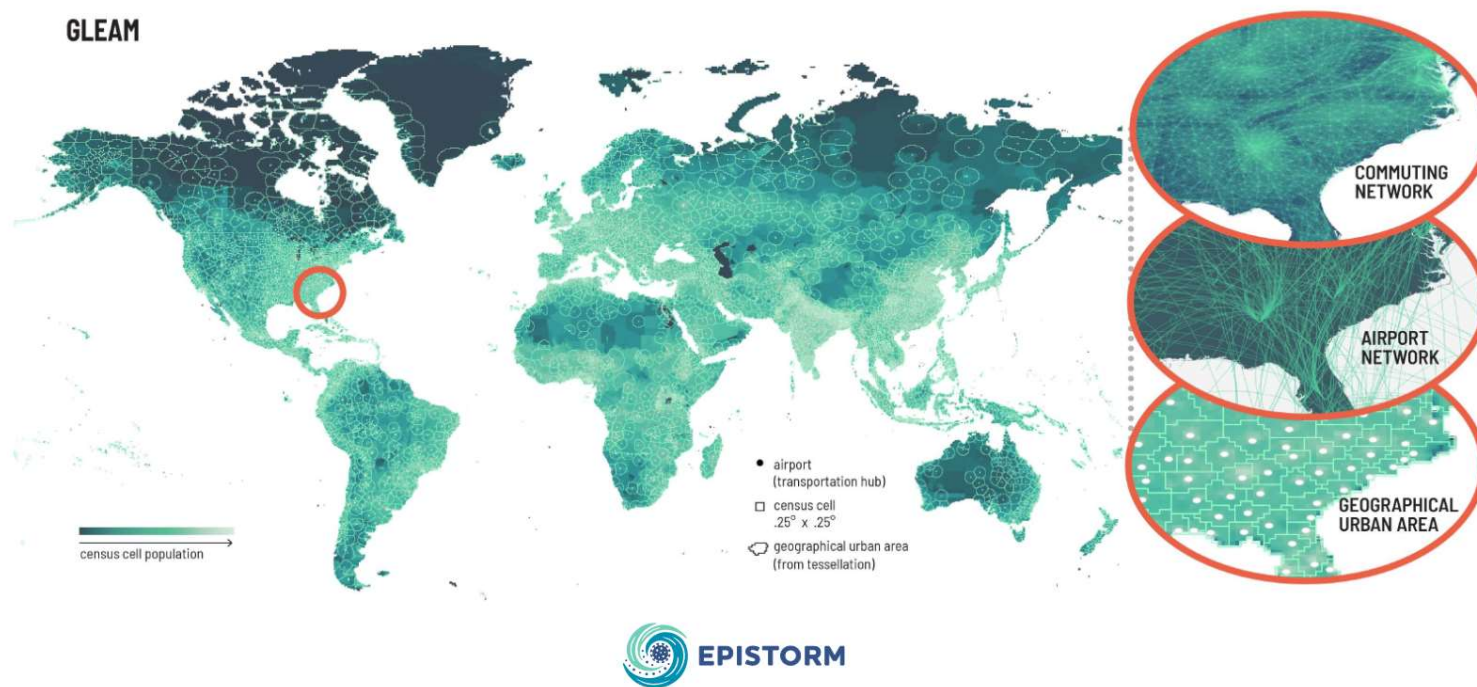 GLEAM
COMMUTING
NETWORK
AIRPORT
NETWORK
GEOGRAPHICAL
URBAN AREA
airport
(transportation hub)
census cell
.25° x .25°
geographical urban area
(from tessellation)
census cell population
EPISTORM